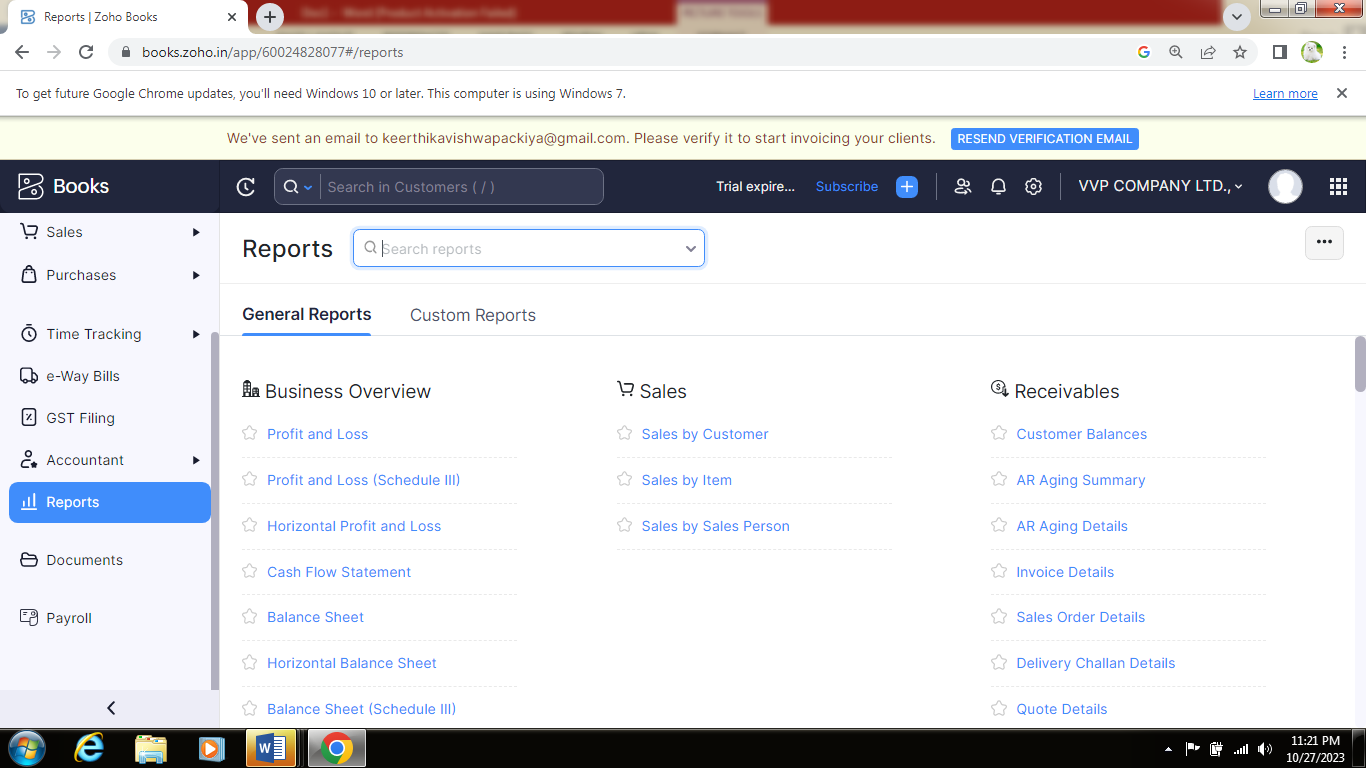 Doc1 - Word (Product Activation Failed)
Reports | Zoho Books
books.zoho.in/app/60024828077#/reports
To get future Google Chrome updates, you'll need Windows 10 or later. This computer is using Windows 7.
Learn more
We've sent an email to keerthikavishwapackiya@gmail.com. Please verify it to start invoicing your clients.
RESEND VERIFICATION EMAIL
Books
Search in Customers ( / )
Trial expire...
Subscribe
VVP COMPANY LTD.,
Sales
Purchases
Time Tracking
e-Way Bills
GST Filing
Accountant
Reports
Documents
Payroll
Reports
Search reports
General Reports
Custom Reports
Business Overview
Profit and Loss
Profit and Loss (Schedule III)
Horizontal Profit and Loss
Cash Flow Statement
Balance Sheet
Horizontal Balance Sheet
Balance Sheet (Schedule III)
Sales
Sales by Customer
Sales by Item
Sales by Sales Person
Receivables
Customer Balances
AR Aging Summary
AR Aging Details
Invoice Details
Sales Order Details
Delivery Challan Details
Quote Details
11:21 PM
10/27/2023